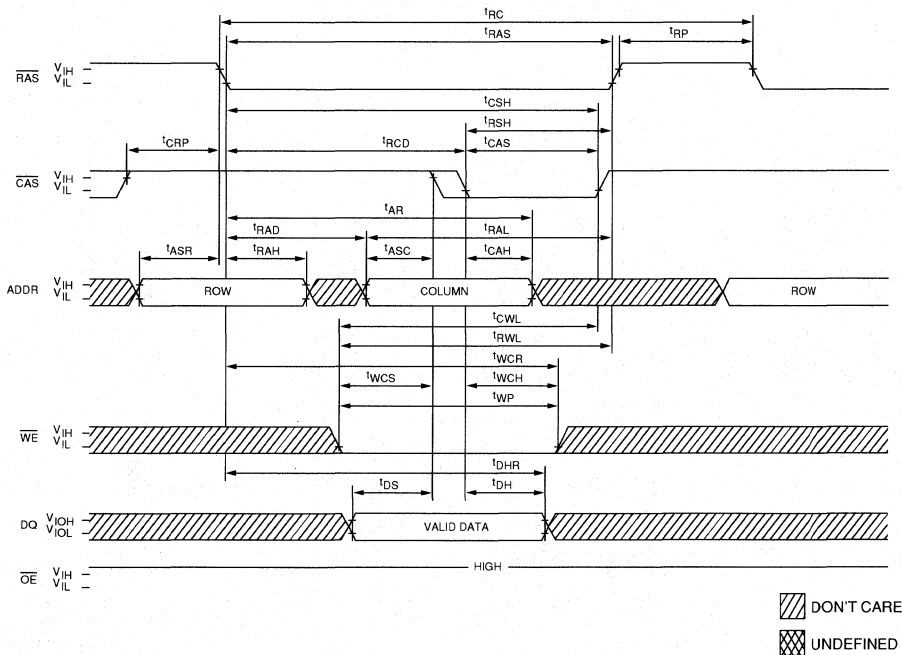 tRC
tRAS
tRP
RAS VIH
VIL
tCSH
tRSH
tCRP
tRCD
tCAS
CAS VIH
VIL
tAR
tRAD
tRAL
tASR
tRAH
tASC
tCAH
ADDR VIH
VIL
ROW
COLUMN
ROW
tCWL
tRWL
tWCR
tWCS
tWCH
tWP
WE VIH
VIL
tDHR
tDS
tDH
DQ VIOH
VIOL
VALID DATA
OE VIH
VIL
HIGH
DON'T CARE
UNDEFINED